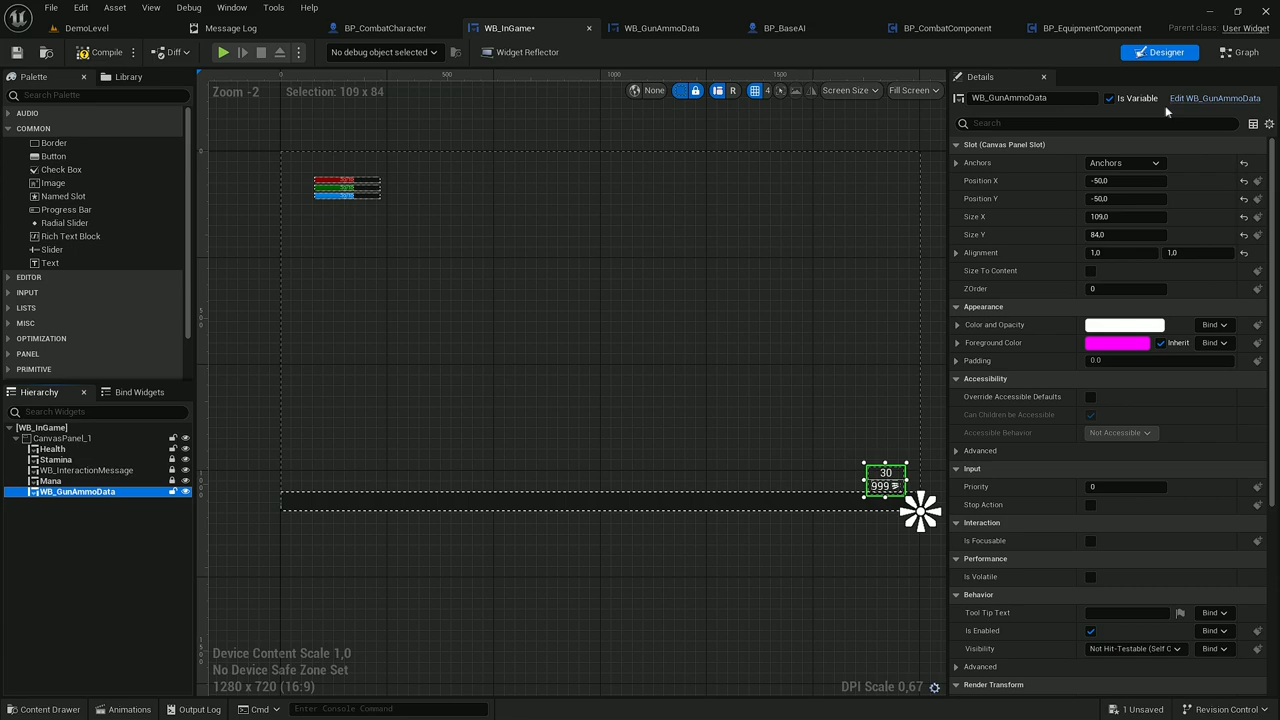 File Edit Asset View Debug Window Tools Help
DemoLevel Message Log BP_CombatCharacter WB_InGame• WB_GunAmmoData BP_BaseAI BP_CombatComponent BP_EquipmentComponent Parent class: User Widget
Compile Diff No debug object selected Widget Reflector Designer Graph
Palette Library
Search Palette
AUDIO
COMMON
Border
Button
Check Box
Image
Named Slot
Progress Bar
Radial Slider
Rich Text Block
Slider
Text
EDITOR
INPUT
LISTS
MISC
OPTIMIZATION
PANEL
PRIMITIVE
Hierarchy Bind Widgets
Search Widgets
[WB_InGame]
CanvasPanel_1
Health
Stamina
WB_InteractionMessage
Mana
WB_GunAmmoData
0 500 1000 1500
Zoom -2 Selection: 109 x 84 None R 4 Screen Size Fill Screen
30
999
Device Content Scale 1,0
No Device Safe Zone Set
1280 x 720 (16:9) DPI Scale 0,67
Details
WB_GunAmmoData Is Variable Edit WB_GunAmmoData
Search
Slot (Canvas Panel Slot)
Anchors Anchors
Position X -50,0
Position Y -50,0
Size X 109,0
Size Y 84,0
Alignment 1,0 1,0
Size To Content
ZOrder 0
Appearance
Color and Opacity Bind
Foreground Color Inherit Bind
Padding 0.0
Accessibility
Override Accessible Defaults
Can Children be Accessible
Accessible Behavior Not Accessible
Advanced
Input
Priority 0
Stop Action
Interaction
Is Focusable
Performance
Is Volatile
Behavior
Tool Tip Text Bind
Is Enabled Bind
Visibility Not Hit-Testable (Self C Bind
Advanced
Render Transform
Content Drawer Animations Output Log Cmd Enter Console Command 1 Unsaved Revision Control